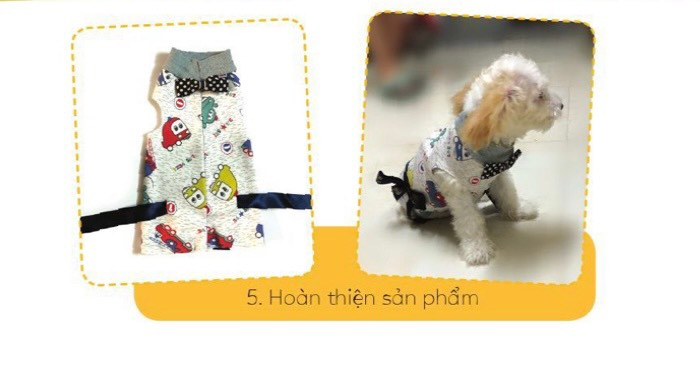 5. Hoàn thiện sản phẩm